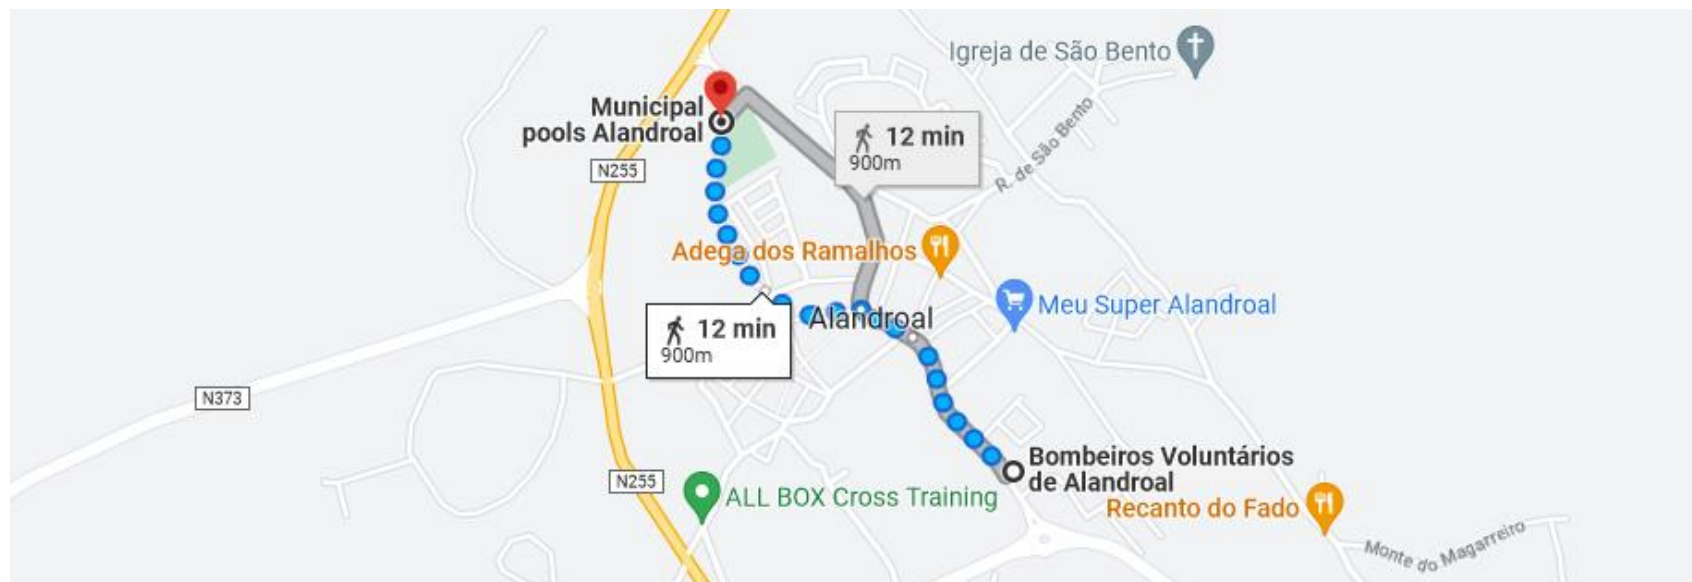 Igreja de São Bento
Municipal
pools Alandroal
12 min
900m
R. de São Bento
N255
Adega dos Ramalhos
Meu Super Alandroal
Alandroal
12 min
900m
N373
Bombeiros Voluntários
de Alandroal
N255
ALL BOX Cross Training
Recanto do Fado
Monte do Magarreiro